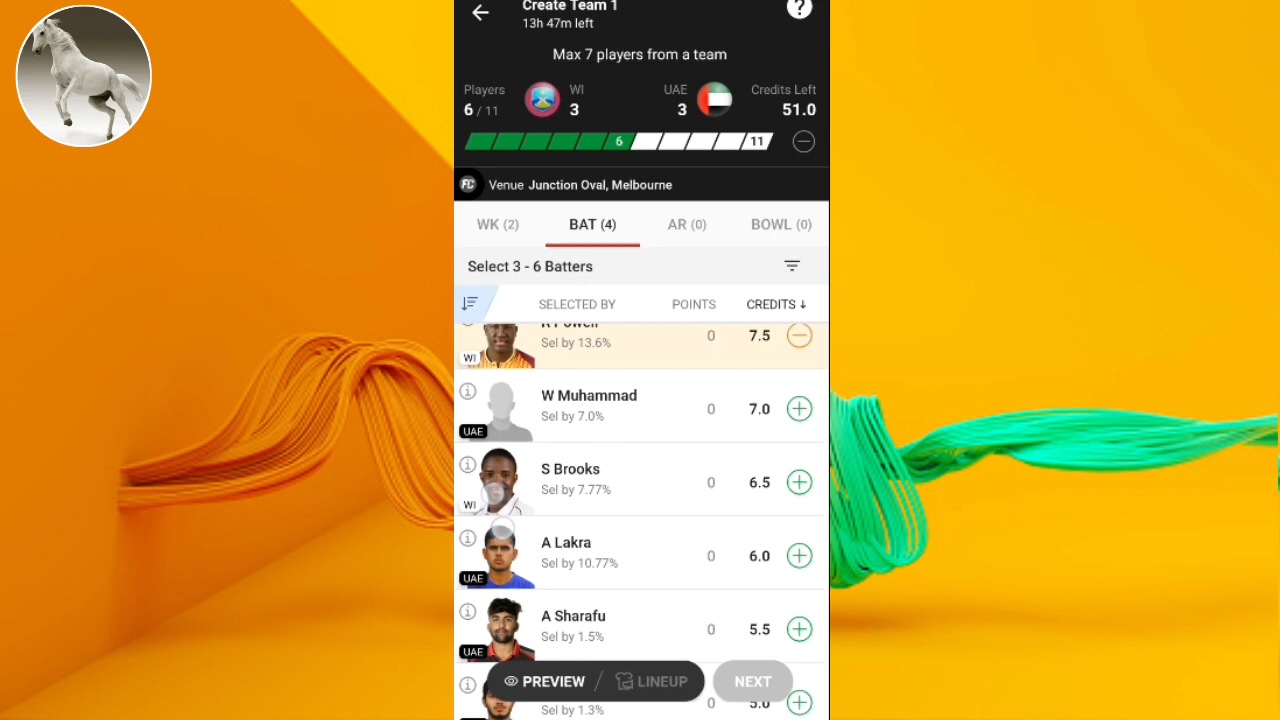 Create Team 1
13h 47m left
?
Max 7 players from a team
Players
6 / 11
WI
3
UAE
3
Credits Left
51.0
6
11
FC
Venue Junction Oval, Melbourne
WK (2)
BAT (4)
AR (0)
BOWL (0)
Select 3 - 6 Batters
SELECTED BY
POINTS
CREDITS ↓
R Powell
Sel by 13.6%
0
7.5
WI
W Muhammad
Sel by 7.0%
0
7.0
UAE
S Brooks
Sel by 7.77%
0
6.5
WI
A Lakra
Sel by 10.77%
0
6.0
UAE
A Sharafu
Sel by 1.5%
0
5.5
UAE
PREVIEW / LINEUP
NEXT
Sel by 1.3%
5.0